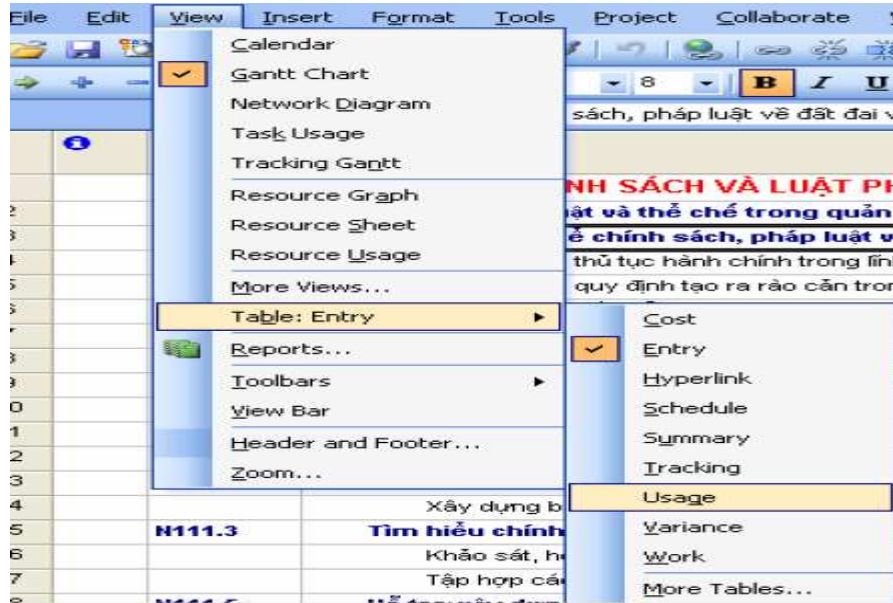 File Edit View Insert Format Tools Project Collaborate
8 B I U
Calendar
Gantt Chart
Network Diagram
Task Usage
Tracking Gantt
Resource Graph
Resource Sheet
Resource Usage
More Views...
Table: Entry
Reports...
Toolbars
View Bar
Header and Footer...
Zoom...
Cost
Entry
Hyperlink
Schedule
Summary
Tracking
Usage
Variance
Work
More Tables...
sách, pháp luật về đất đai v
NH SÁCH VÀ LUẬT PH
ật và thể chế trong quản
ể chính sách, pháp luật v
thủ tục hành chính trong lĩn
quy định tạo ra rào cản tron
Xây dựng b
N111.3 Tìm hiểu chính
Khảo sát, h
Tập hợp cá